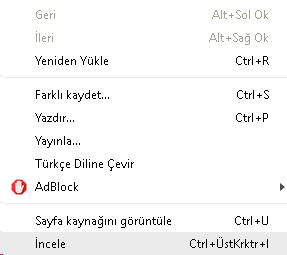 Geri Alt+Sol Ok
İleri Alt+Sağ Ok
Yeniden Yükle Ctrl+R
Farklı kaydet... Ctrl+S
Yazdır... Ctrl+P
Yayınla...
Türkçe Diline Çevir
AdBlock
Sayfa kaynağını görüntüle Ctrl+U
İncele Ctrl+ÜstKrktr+I